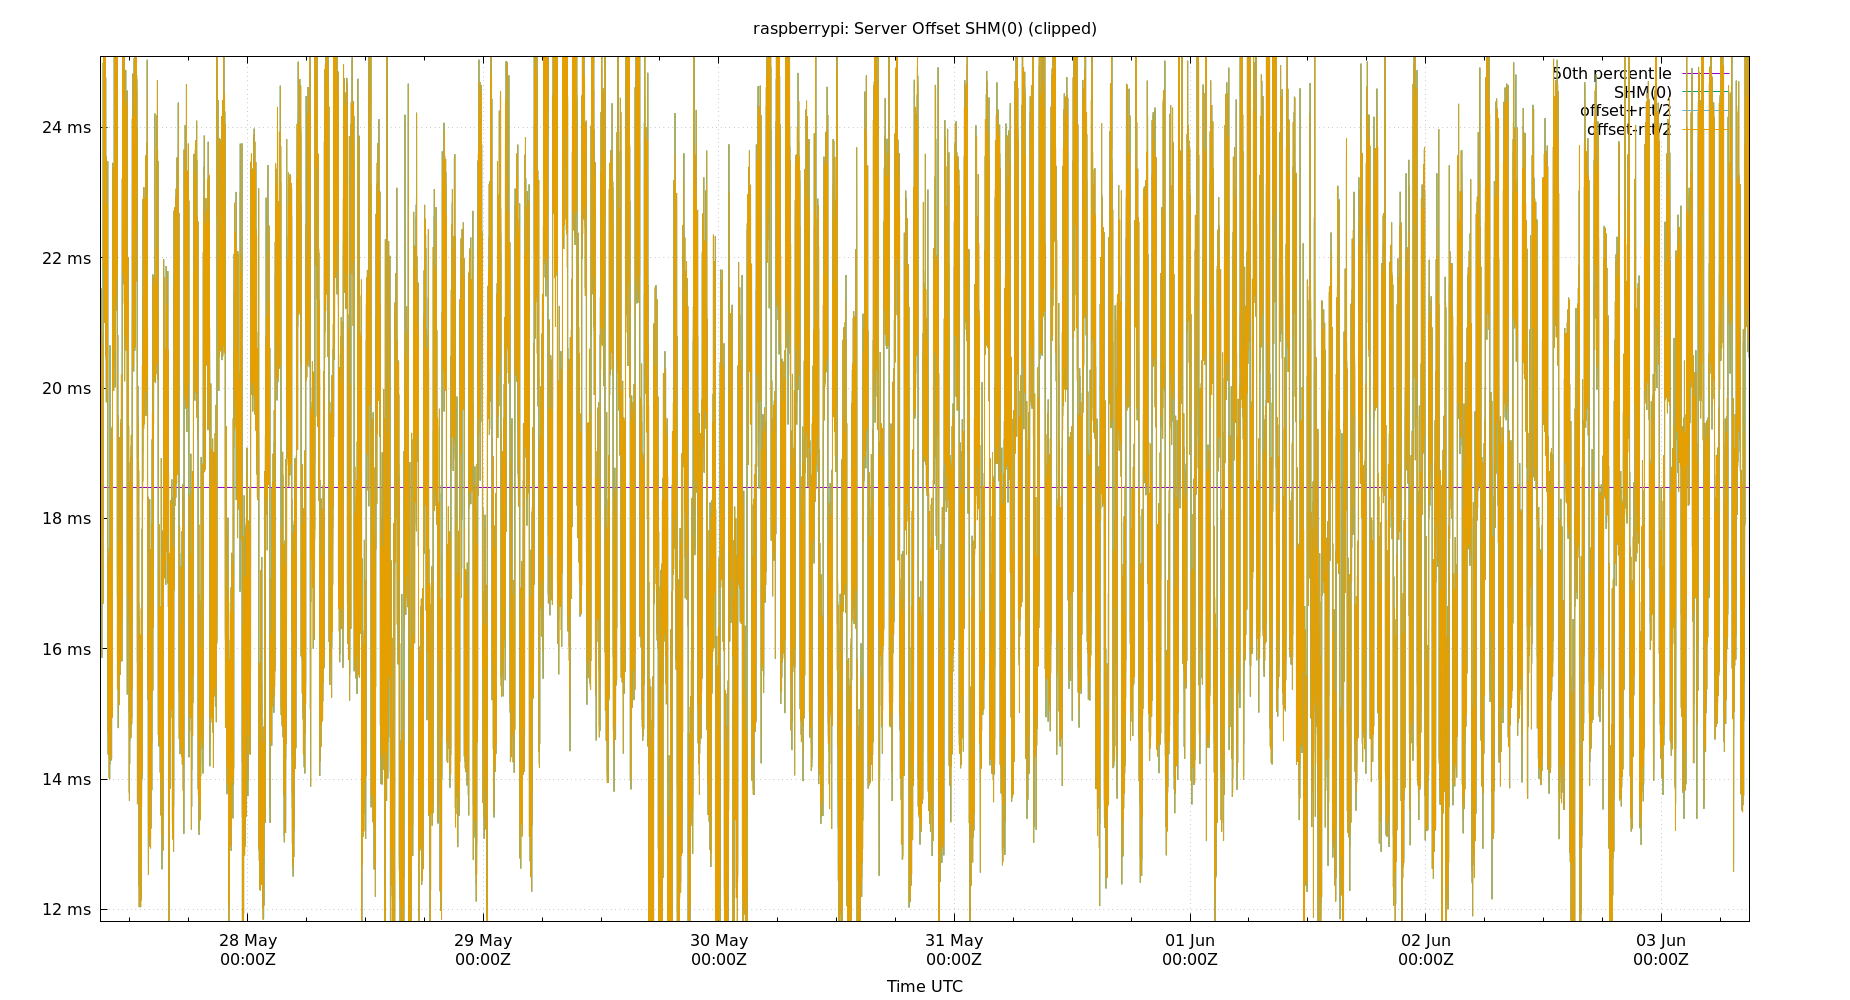 raspberrypi: Server Offset SHM(0) (clipped)
50th percentile
SHM(0)
offset+rtt/2
offset-rtt/2
24 ms
22 ms
20 ms
18 ms
16 ms
14 ms
12 ms
28 May 29 May 30 May 31 May 01 Jun 02 Jun 03 Jun
00:00Z 00:00Z 00:00Z 00:00Z 00:00Z 00:00Z 00:00Z
Time UTC